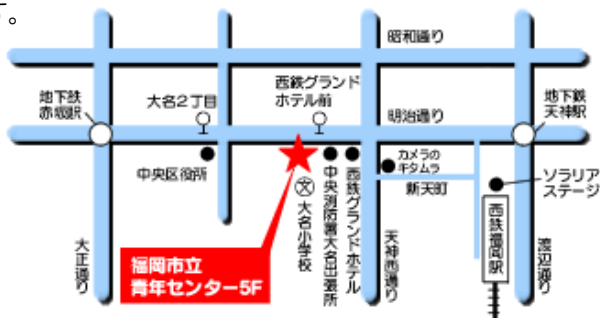 す。
昭和通り
地下鉄
赤坂駅
大名2丁目
西鉄グランド
ホテル前
明治通り
地下鉄
天神駅
中央区役所
文
大名小学校
中央消防署大名出張所
西鉄グランドホテル
カメラの
キタムラ
新天町
ソラリア
ステージ
西鉄福岡駅
大正通り
天神西通り
渡辺通り
福岡市立
青年センター5F